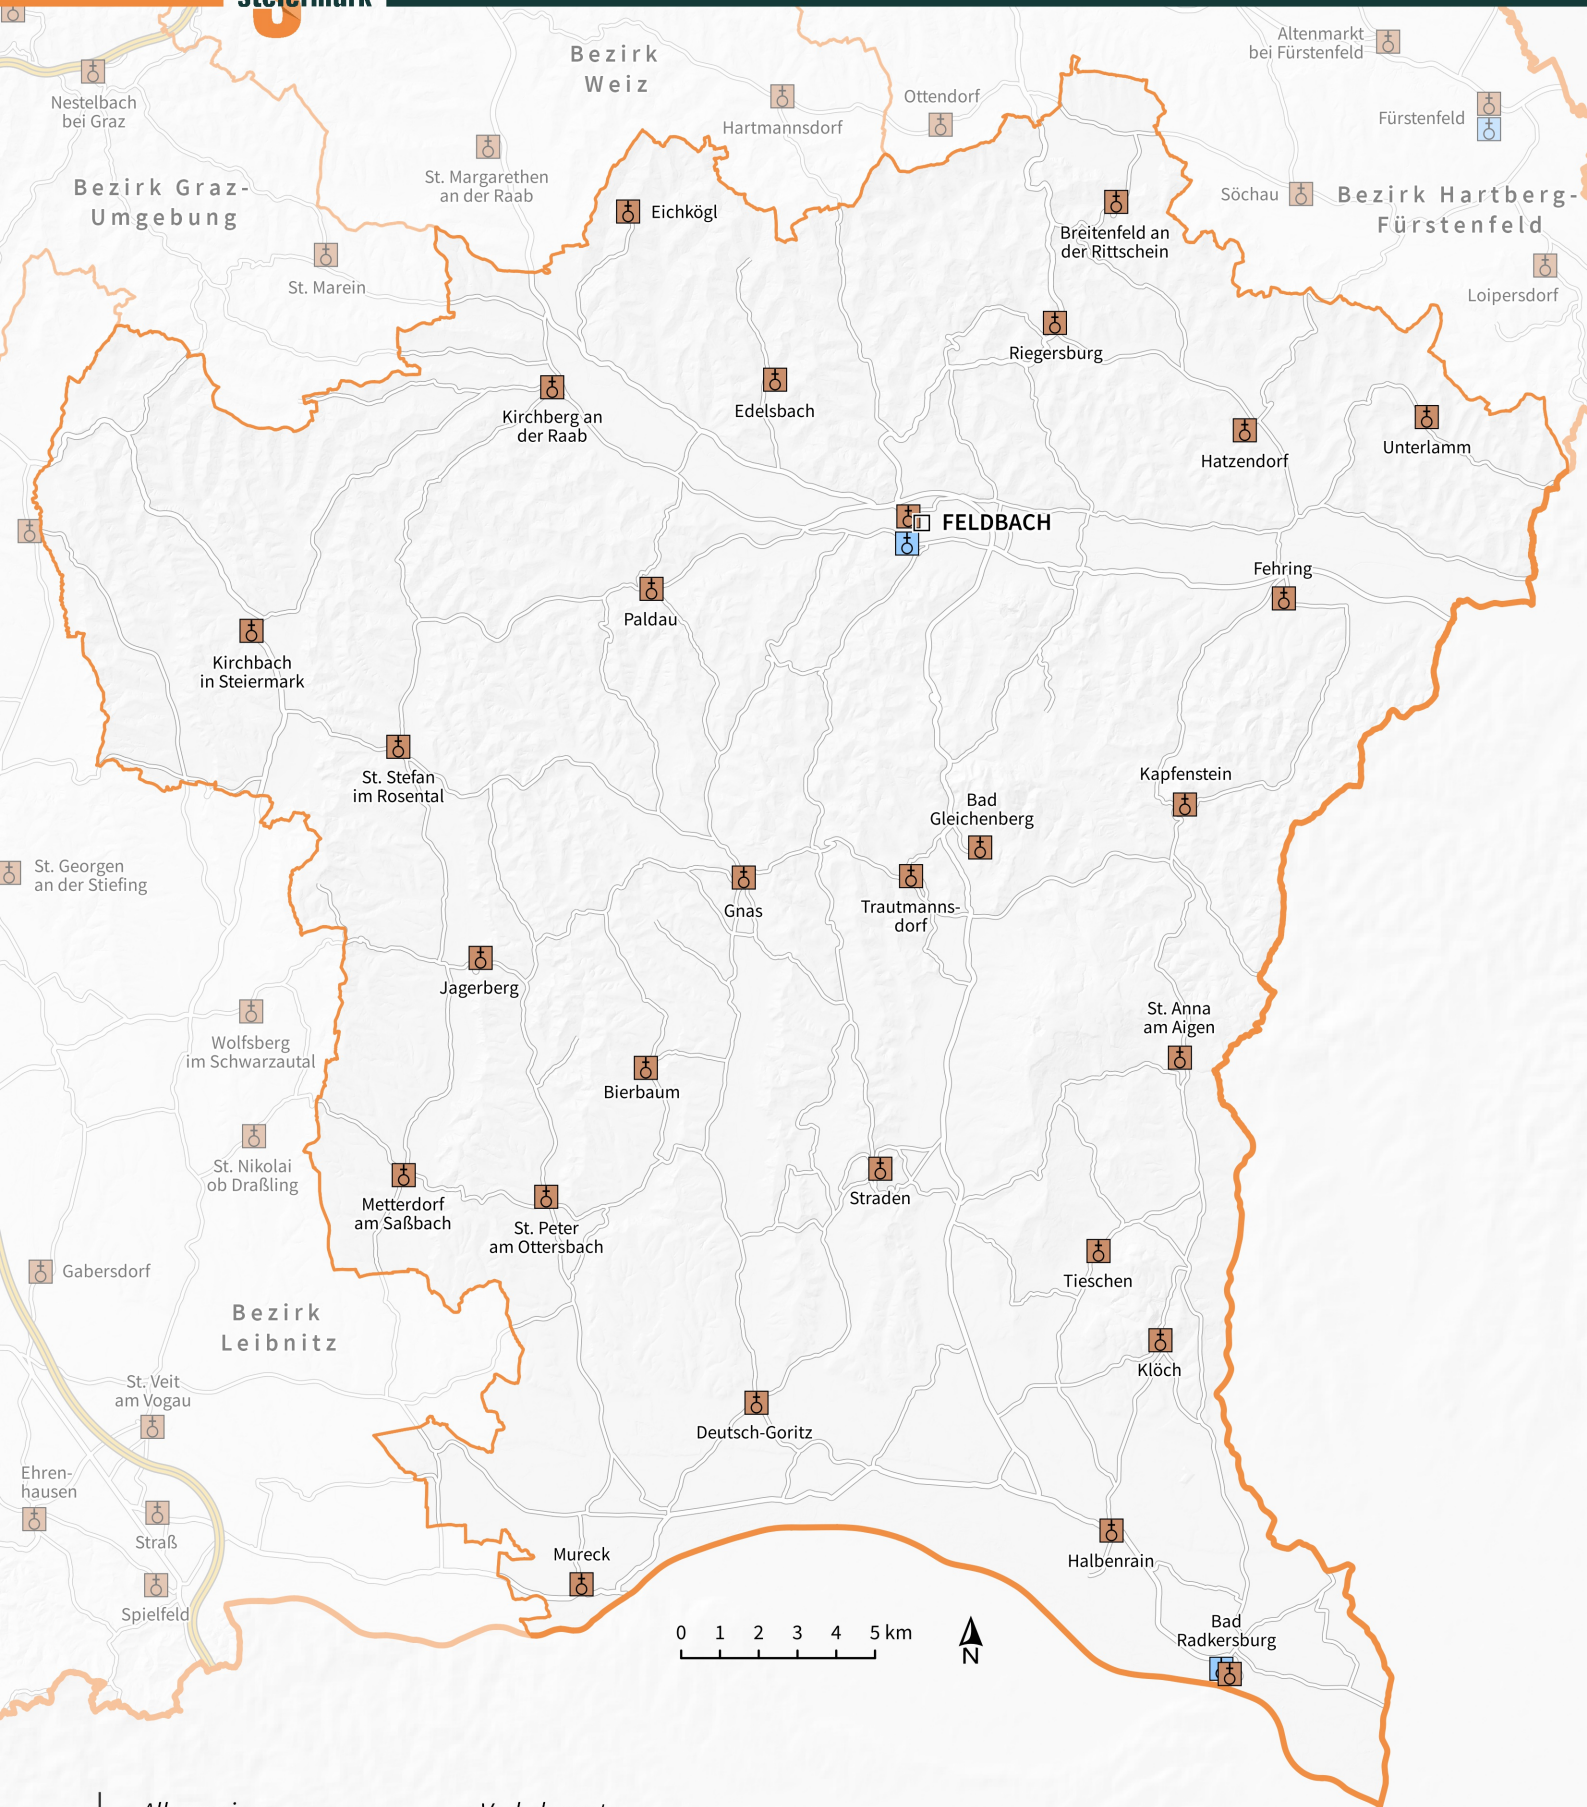 Steiermark
Bezirk
Weiz
Altenmarkt
bei Fürstenfeld
Nestelbach
bei Graz
Hartmannsdorf
Ottendorf
Fürstenfeld
St. Margarethen
an der Raab
Bezirk Graz-
Umgebung
Söchau
Bezirk Hartberg-
Fürstenfeld
Eichkögl
Breitenfeld an
der Rittschein
St. Marein
Loipersdorf
Riegersburg
Kirchberg an
der Raab
Edelsbach
Hatzendorf
Unterlamm
FELDBACH
Fehring
Paldau
Kirchbach
in Steiermark
St. Stefan
im Rosental
Kapfenstein
Bad
Gleichenberg
St. Georgen
an der Stiefing
Gnas
Trautmanns-
dorf
Jagerberg
St. Anna
am Aigen
Wolfsberg
im Schwarzautal
Bierbaum
St. Nikolai
ob Draßling
Metterdorf
am Saßbach
St. Peter
am Ottersbach
Straden
Gabersdorf
Tieschen
Bezirk
Leibnitz
Klöch
St. Veit
am Vogau
Deutsch-Goritz
Ehren-
hausen
Straß
Mureck
Halbenrain
Spielfeld
Bad
Radkersburg
0 1 2 3 4 5 km
N